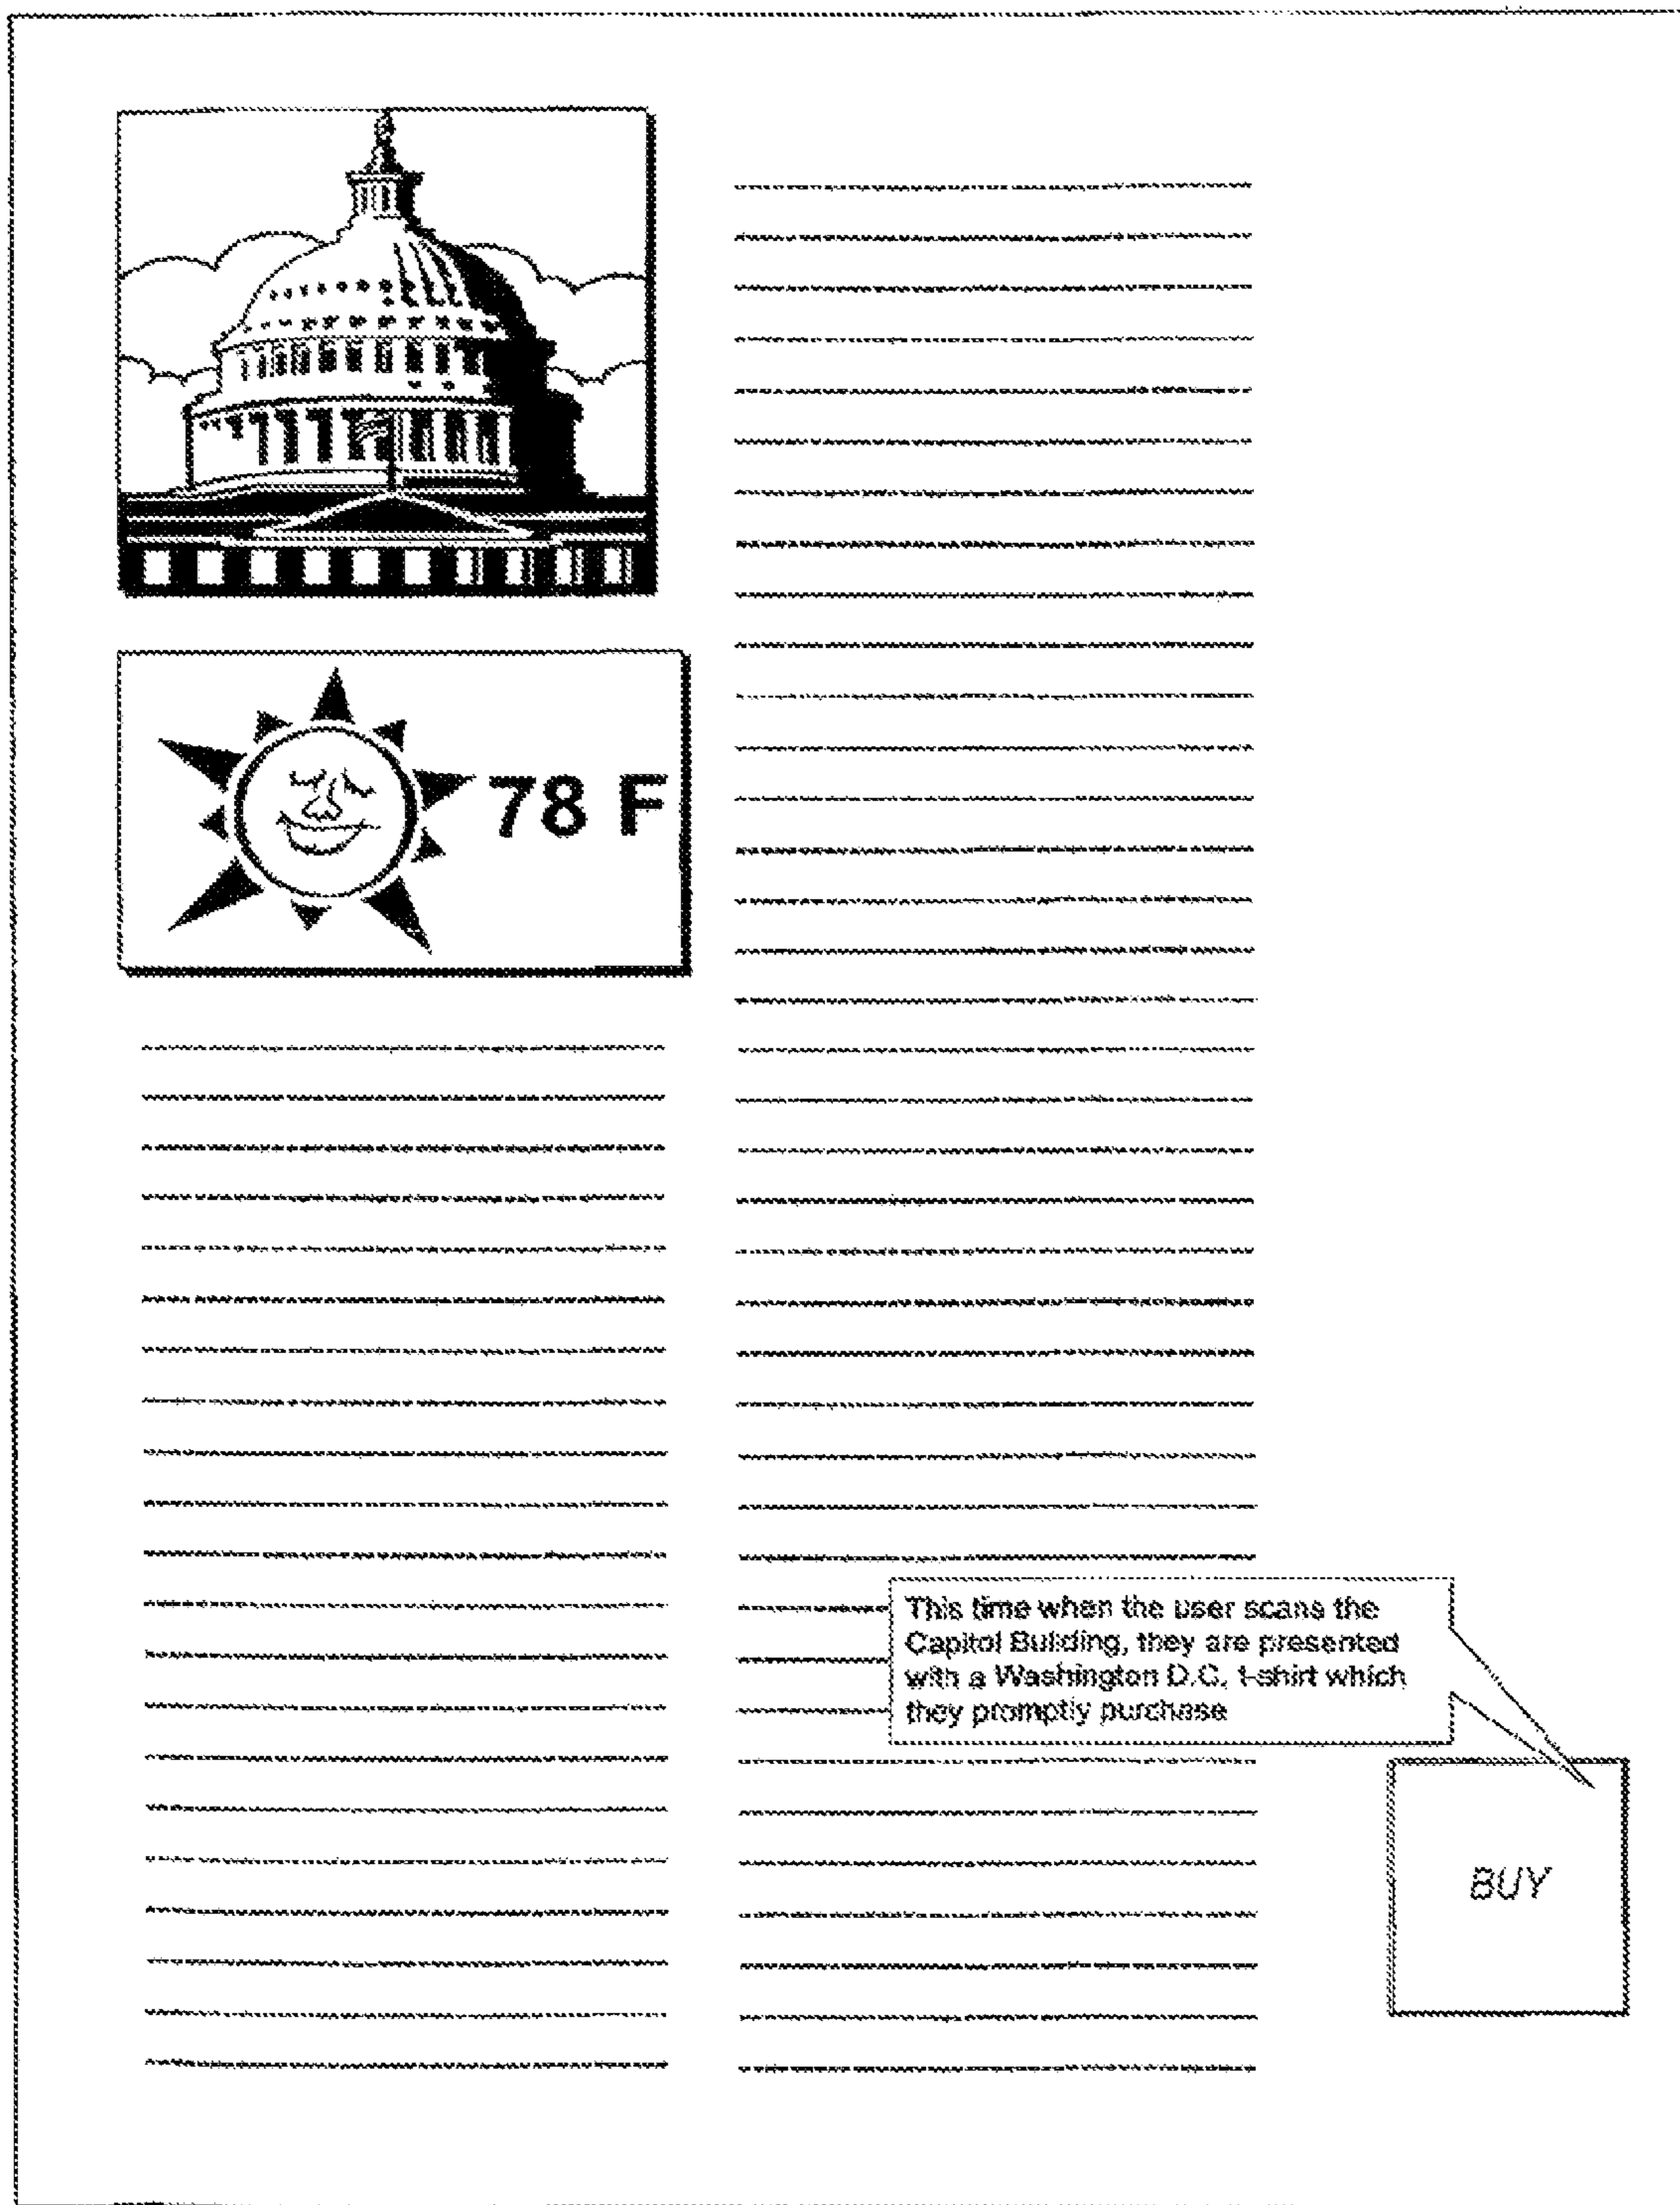 78 F
This time when the user scans the
Capitol Building, they are presented
with a Washington D.C. t-shirt which
they promptly purchase
BUY